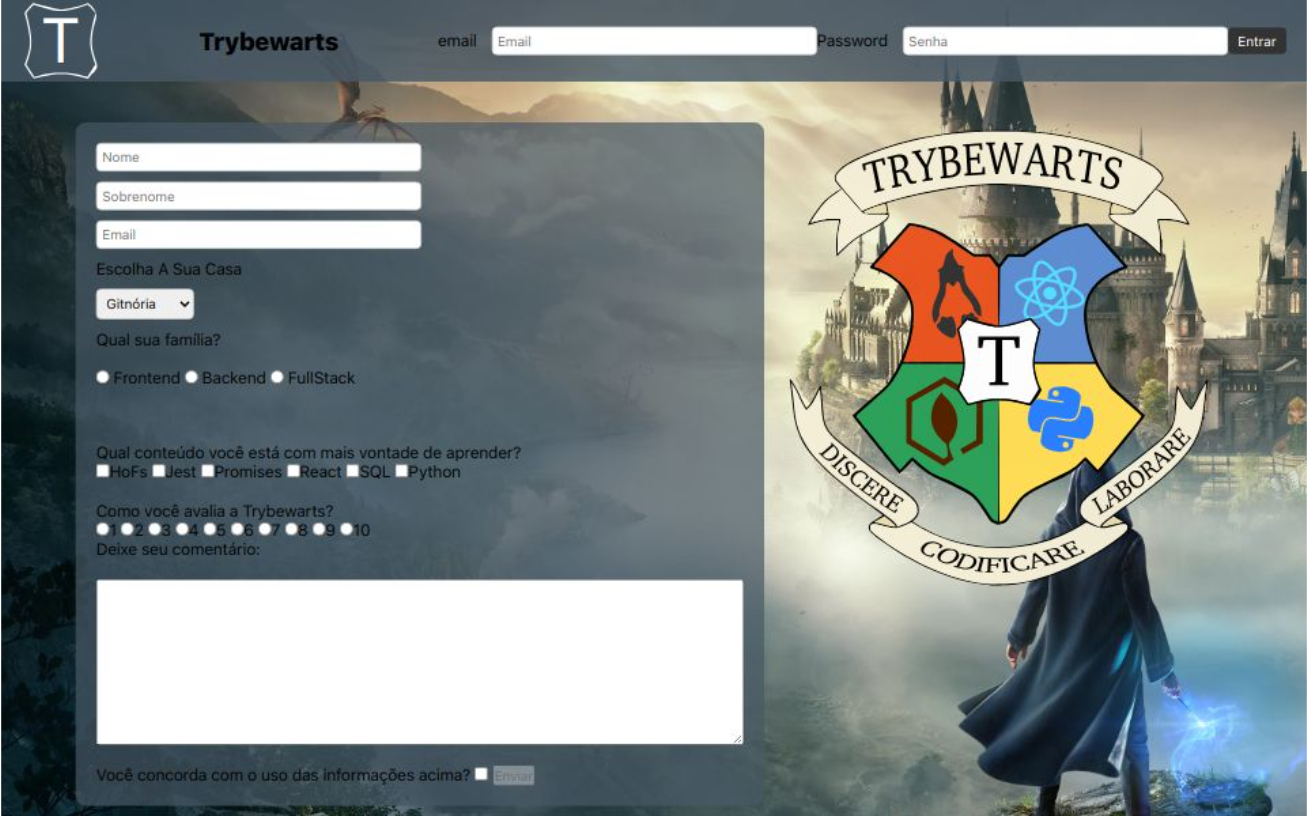 T
Trybewarts
email Email Password Senha Entrar
Nome
Sobrenome
Email
Escolha A Sua Casa
Gitnória
Qual sua família?
Frontend Backend FullStack
Qual conteúdo você está com mais vontade de aprender?
HoFs Jest Promises React SQL Python
Como você avalia a Trybewarts?
1 2 3 4 5 6 7 8 9 10
Deixe seu comentário:
Você concorda com o uso das informações acima? Enviar
TRYBEWARTS
T
DISCERE
CODIFICARE
LABORARE